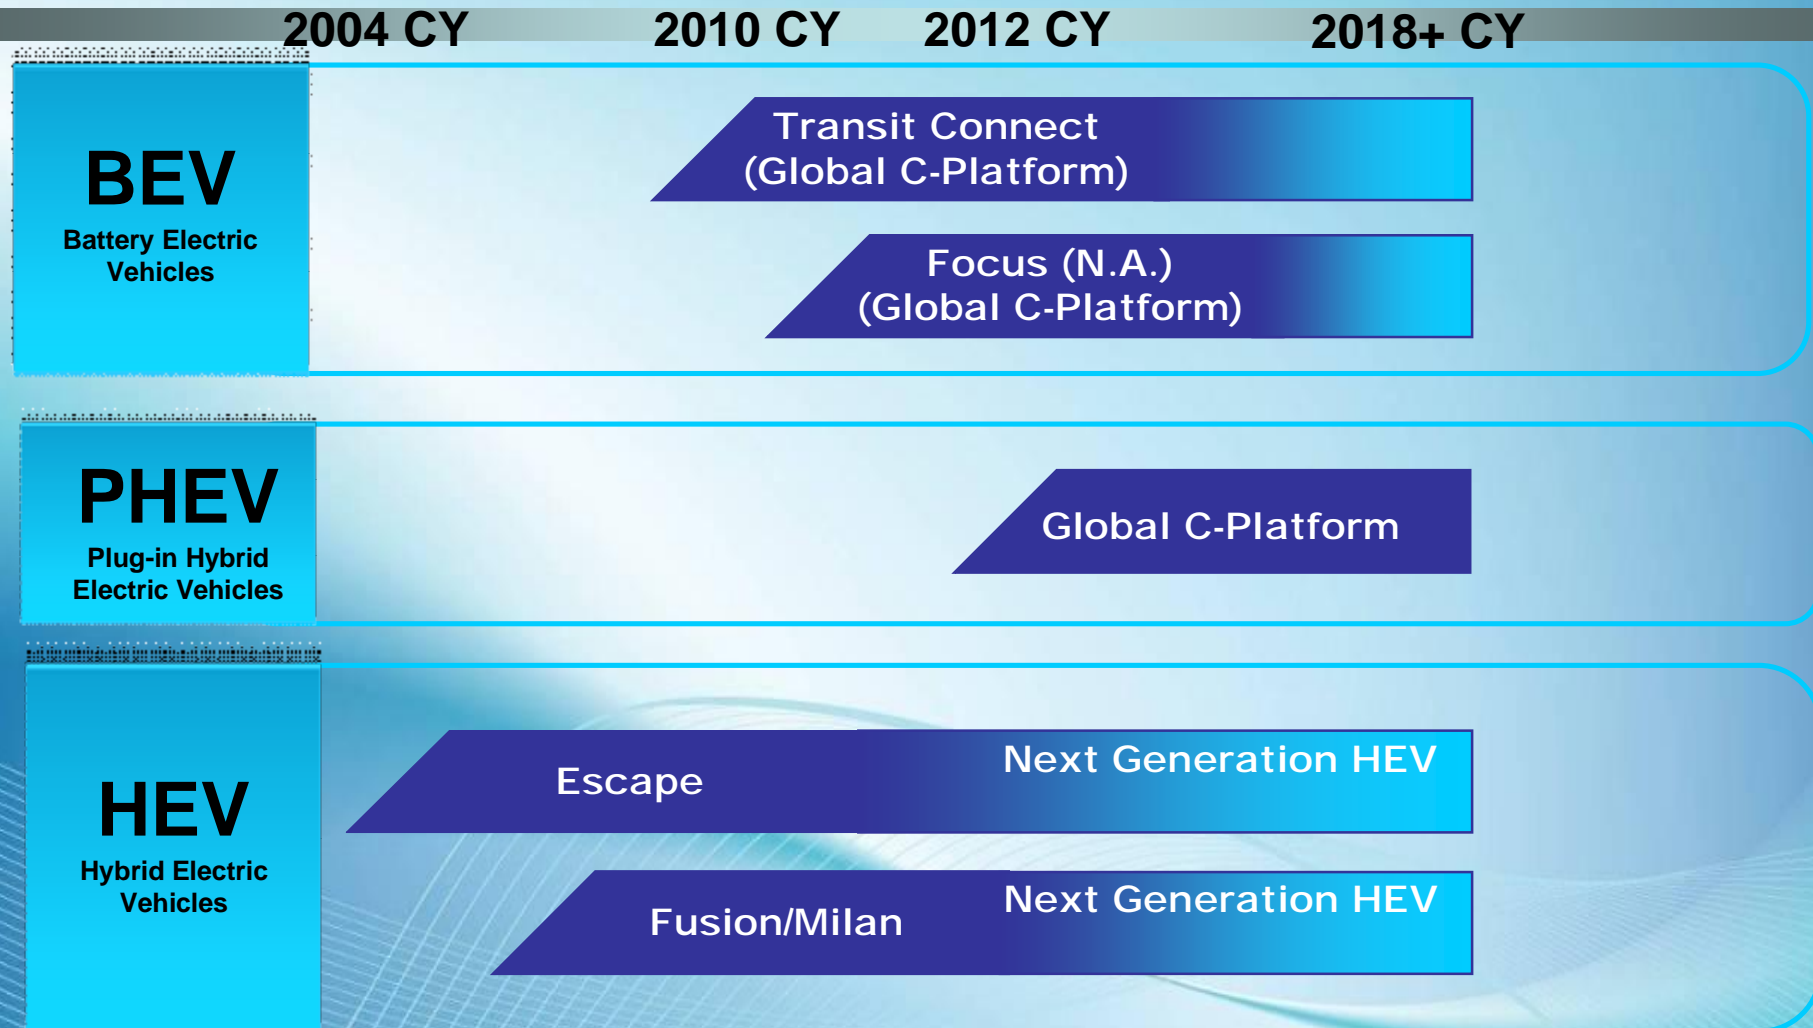 2004 CY
2010 CY
2012 CY
2018+ CY
BEV
Battery Electric
Vehicles
Transit Connect
(Global C-Platform)
Focus (N.A.)
(Global C-Platform)
PHEV
Plug-in Hybrid
Electric Vehicles
Global C-Platform
HEV
Hybrid Electric
Vehicles
Escape
Next Generation HEV
Fusion/Milan
Next Generation HEV